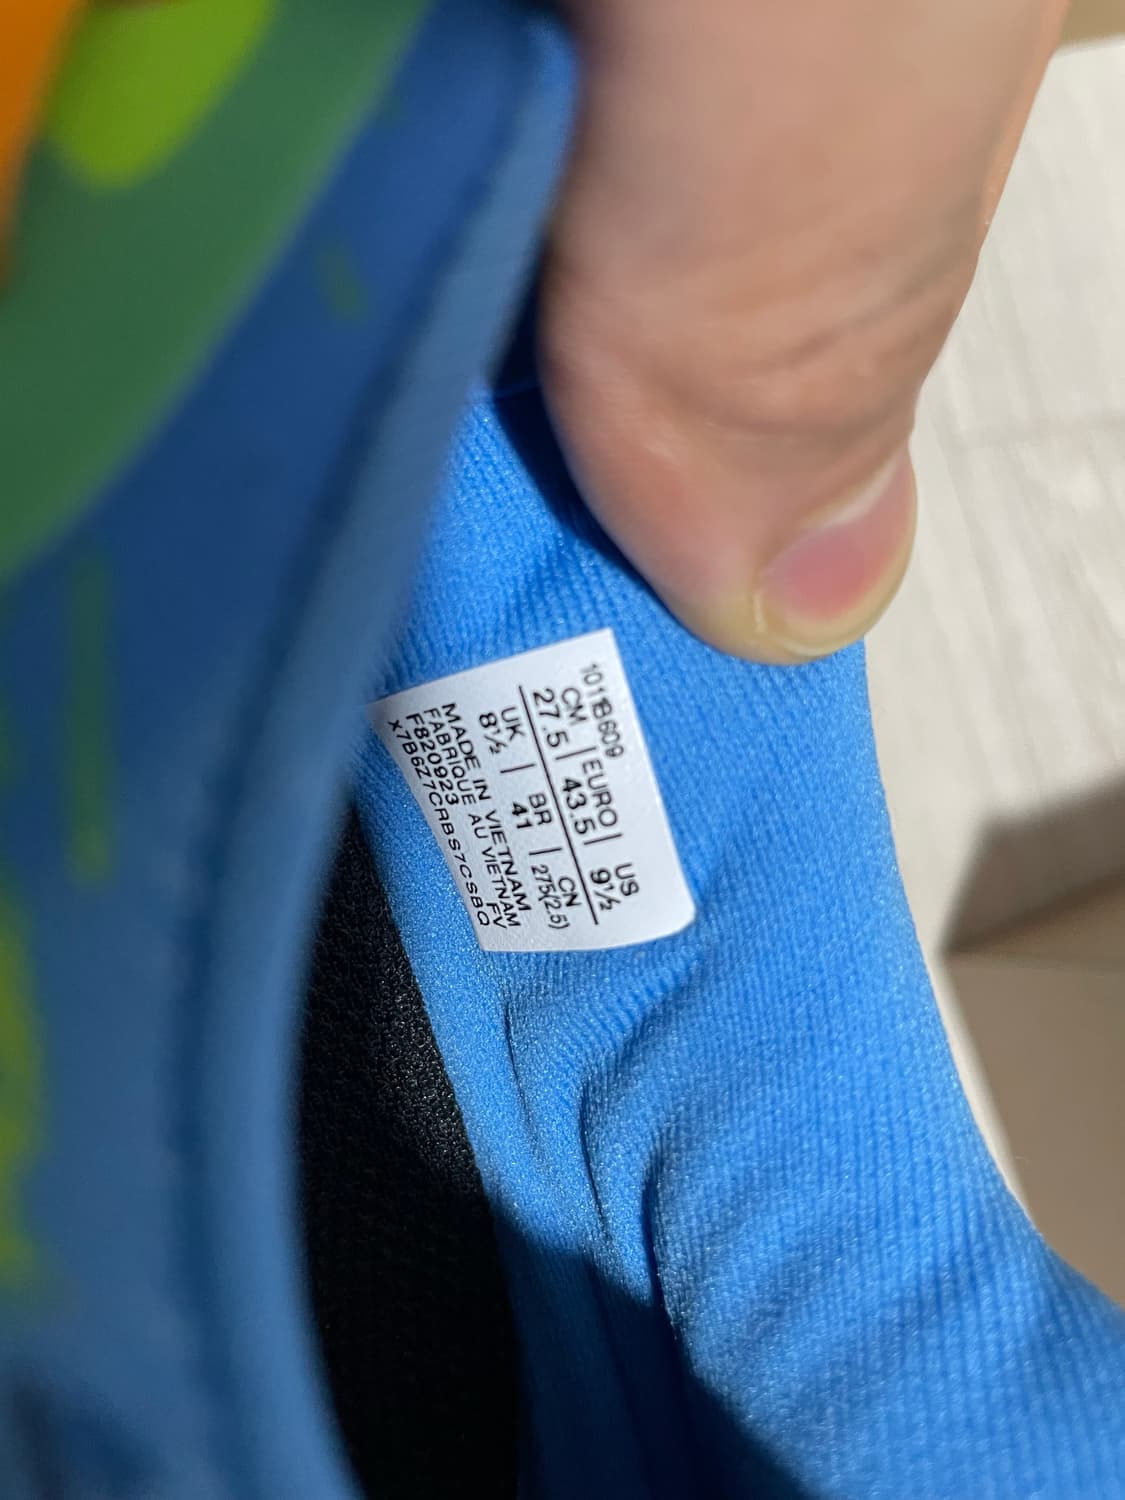 1011B609
CM | EURO | US
27.5 | 43.5 | 9½
UK | BR | CN
8½ | 41 | 275(2.5)
MADE IN VIETNAM
FABRIQUE AU VIETNAM
F820923 FV
X7B6Z7CRBS7CSBQ